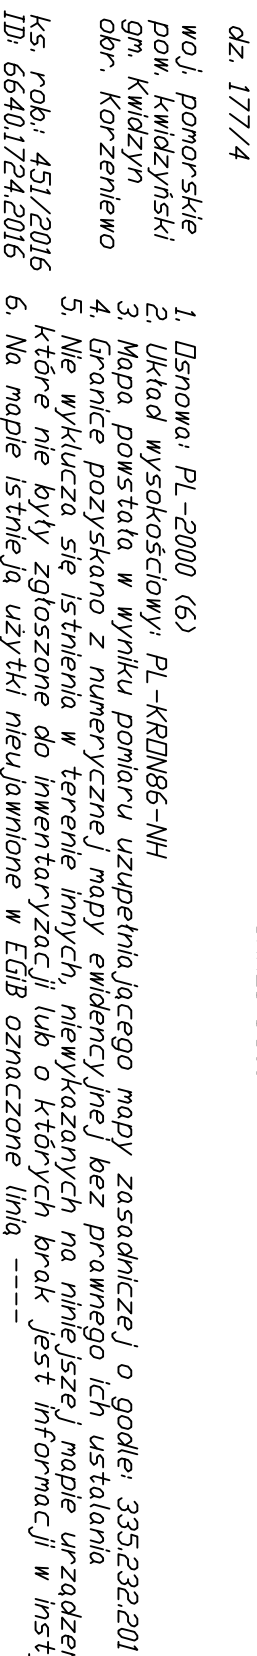 dz. 177/4
woj. pomorskie
pow. kwidzyński
gm. Kwidzyn
obr. Korzeniewo
ks. rob.: 451/2016
ID: 6640.1724.2016
1. Osnowa: PL-2000 (6)
2. Układ wysokościowy: PL-KRON86-NH
3. Mapa powstała w wyniku pomiaru uzupełniającego mapy zasadniczej o godle: 335.232.201
4. Granice pozyskano z numerycznej mapy ewidencyjnej bez prawnego ich ustalania
5. Nie wyklucza się istnienia w terenie innych, niewykazanych na niniejszej mapie urządzeń
które nie były zgłoszone do inwentaryzacji lub o których brak jest informacji w inst
6. Na mapie istnieją użytki nieujawnione w EGiB oznaczone linią ----